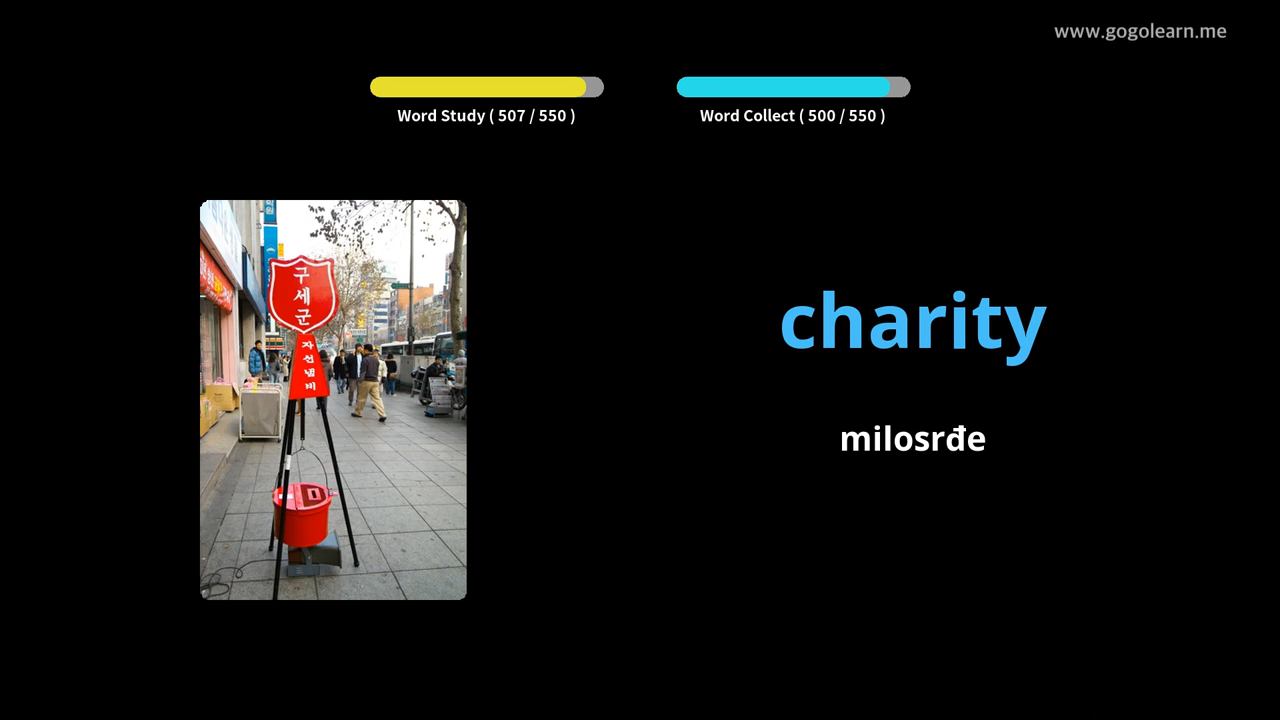 www.gogolearn.me
Word Study ( 507 / 550 )
Word Collect ( 500 / 550 )
구
세
군
자
선
냄
비
charity
milosrđe